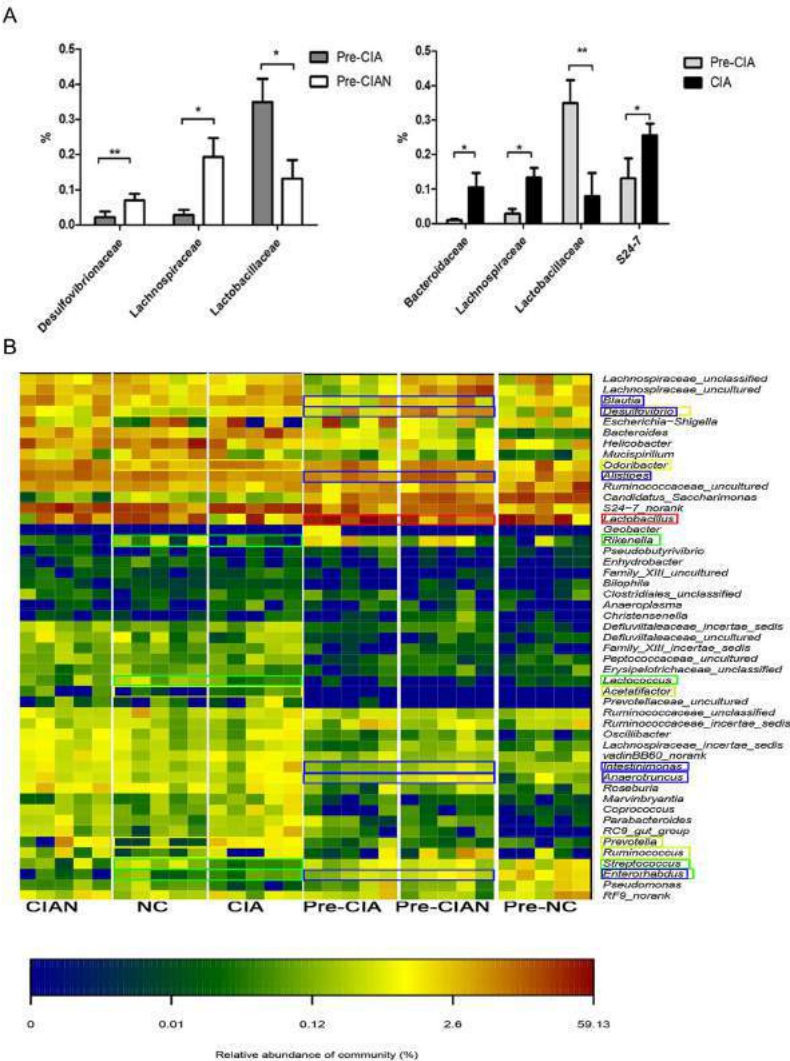 A
0.5
0.4
0.3
0.2
0.1
0.0
%
Pre-CIA
Pre-CIAN
**
*
*
Desulfovibrionaceae
Lachnospiraceae
Lactobacillaceae
0.5
0.4
0.3
0.2
0.1
0.0
%
Pre-CIA
CIA
*
*
**
*
Bacteroidaceae
Lachnospiraceae
Lactobacillaceae
S24-7
B
Lachnospiraceae_unclassified
Lachnospiraceae_uncultured
Blautia
Desulfovibrio
Escherichia-Shigella
Bacteroides
Helicobacter
Mucispirillum
Odoribacter
Alistipes
Ruminococcaceae_uncultured
Candidatus_Saccharimonas
S24-7_norank
Lactobacillus
Geobacter
Rikenella
Pseudobutyrivibrio
Enhydrobacter
Family_XIII_uncultured
Bilophila
Clostridiales_unclassified
Anaeroplasma
Christensenella
Defluviitaleaceae_incertae_sedis
Defluviitaleaceae_uncultured
Family_XIII_incertae_sedis
Peptococcaceae_uncultured
Erysipelotrichaceae_unclassified
Lactococcus
Acetatifactor
Prevotellaceae_uncultured
Ruminococcaceae_unclassified
Ruminococcaceae_incertae_sedis
Oscillibacter
Lachnospiraceae_incertae_sedis
vadinBB60_norank
Intestinimonas
Anaerotruncus
Roseburia
Marvinbryantia
Coprococcus
Parabacteroides
RC9_gut_group
Prevotella
Ruminococcus
Streptococcus
Enterorhabdus
Pseudomonas
RF9_norank
CIAN NC CIA Pre-CIA Pre-CIAN Pre-NC
0 0.01 0.12 2.6 59.13
Relative abundance of community (%)